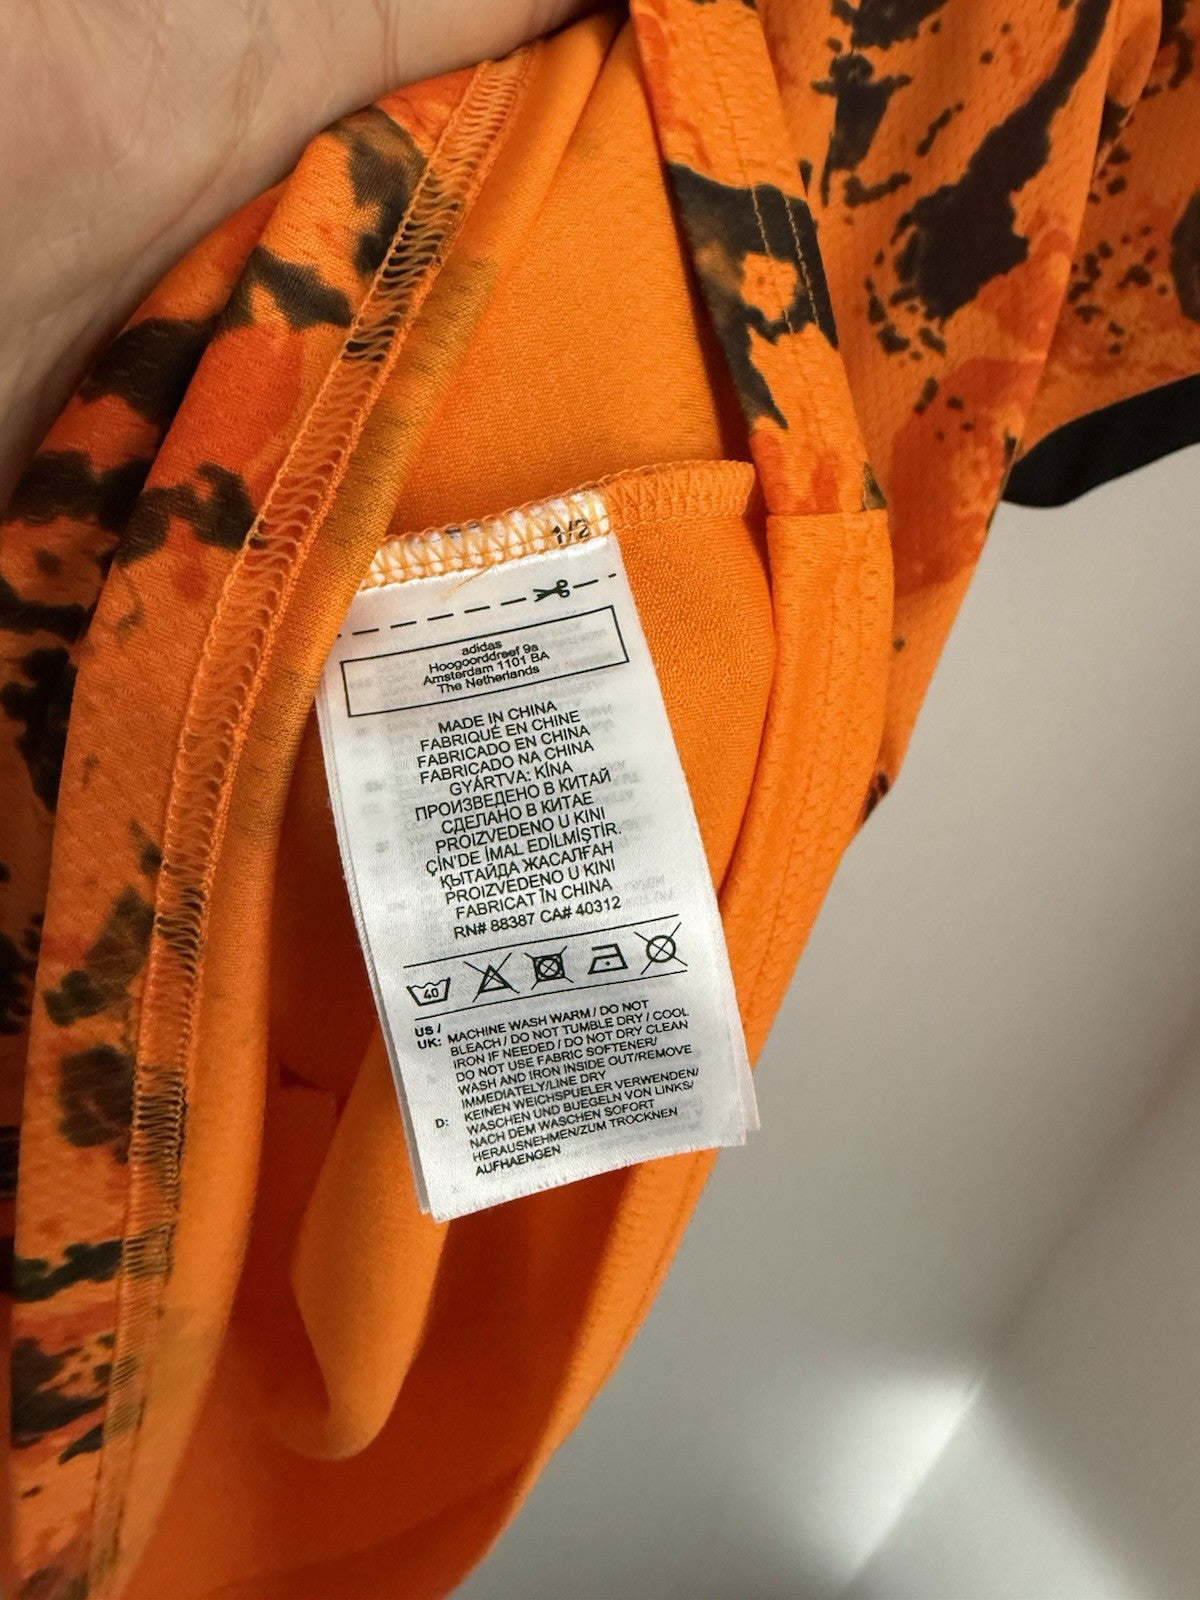 1/2
adidas
Hoogoorddreef 9a
Amsterdam 1101 BA
The Netherlands
MADE IN CHINA
FABRIQUÉ EN CHINE
FABRICADO EN CHINA
FABRICADO NA CHINA
GYÁRTVA: KÍNA
ПРОИЗВЕДЕНО В КИТАЙ
СДЕЛАНО В КИТАЕ
PROIZVEDENO U KINI
ÇİN'DE İMAL EDİLMİŞTİR.
ҚЫТАЙДА ЖАСАЛҒАН
PROIZVEDENO U KINI
FABRICAT ÎN CHINA
RN# 88387 CA# 40312
40
US / UK: MACHINE WASH WARM / DO NOT
BLEACH / DO NOT TUMBLE DRY / COOL
IRON IF NEEDED / DO NOT DRY CLEAN
DO NOT USE FABRIC SOFTENER/
WASH AND IRON INSIDE OUT/REMOVE
IMMEDIATELY/LINE DRY
D: KEINEN WEICHSPUELER VERWENDEN/
WASCHEN UND BUEGELN VON LINKS/
NACH DEM WASCHEN SOFORT
HERAUSNEHMEN/ZUM TROCKNEN
AUFHAENGEN